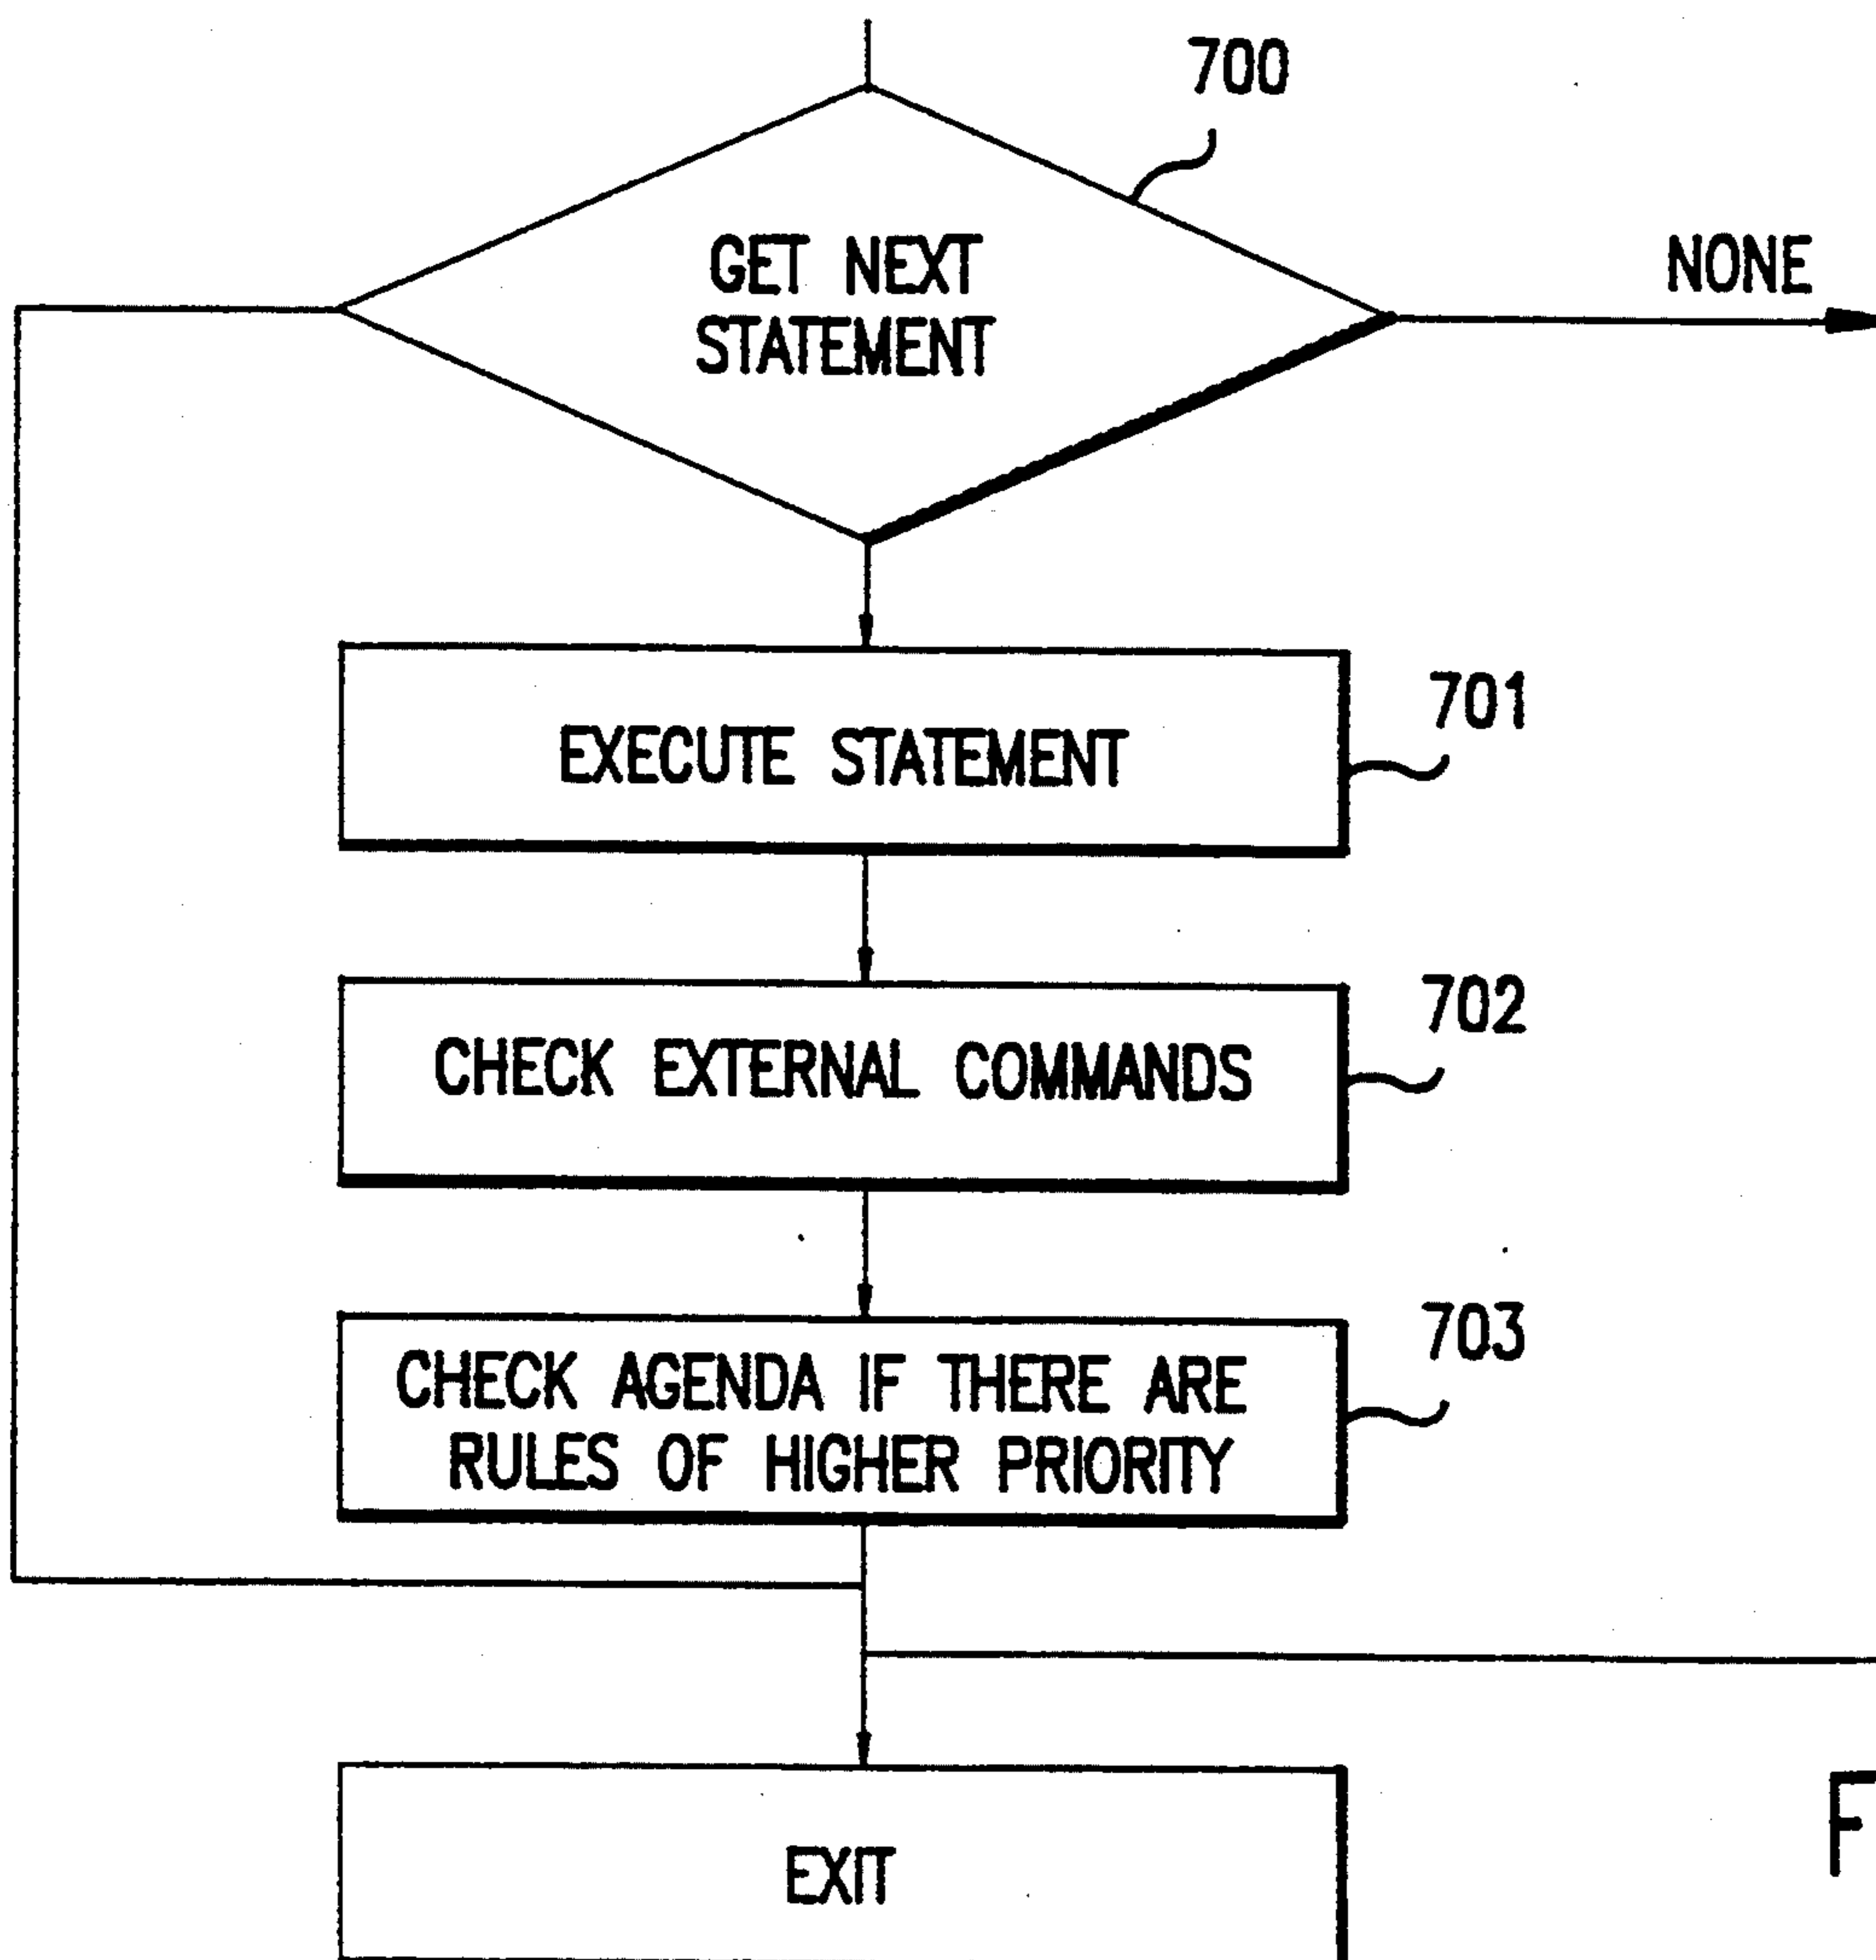 700
GET NEXT
STATEMENT
NONE
EXECUTE STATEMENT
701
CHECK EXTERNAL COMMANDS
702
CHECK AGENDA IF THERE ARE
RULES OF HIGHER PRIORITY
703
EXIT
F